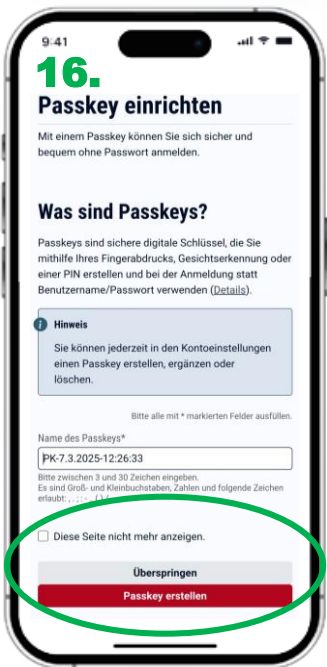 9:41
16.
Passkey einrichten
Mit einem Passkey können Sie sich sicher und
bequem ohne Passwort anmelden.
Was sind Passkeys?
Passkeys sind sichere digitale Schlüssel, die Sie
mithilfe Ihres Fingerabdrucks, Gesichtserkennung oder
einer PIN erstellen und bei der Anmeldung statt
Benutzername/Passwort verwenden (Details).
Hinweis
Sie können jederzeit in den Kontoeinstellungen
einen Passkey erstellen, ergänzen oder
löschen.
Bitte alle mit * markierten Felder ausfüllen.
Name des Passkeys*
PK-7.3.2025-12:26:33
Bitte zwischen 3 und 30 Zeichen eingeben.
Es sind Groß- und Kleinbuchstaben, Zahlen und folgende Zeichen
erlaubt:
Diese Seite nicht mehr anzeigen.
Überspringen
Passkey erstellen